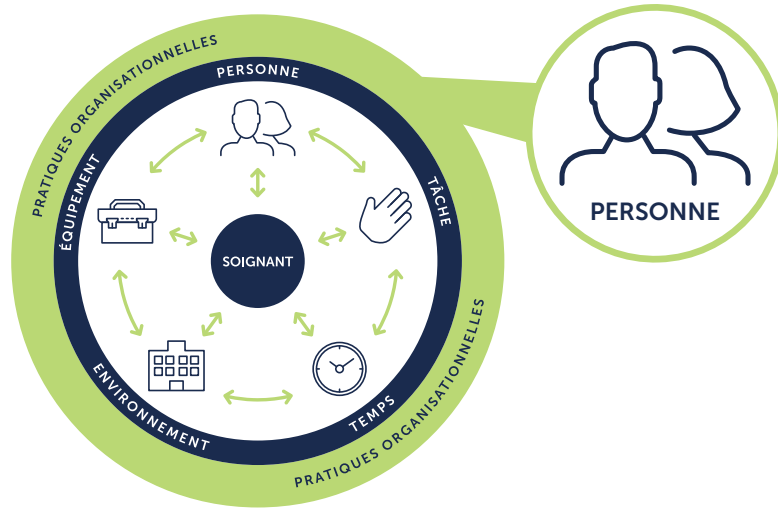 PRATIQUES ORGANISATIONNELLES
PERSONNE
ÉQUIPEMENT
TÂCHE
SOIGNANT
ENVIRONNEMENT
TEMPS
PRATIQUES ORGANISATIONNELLES
PERSONNE